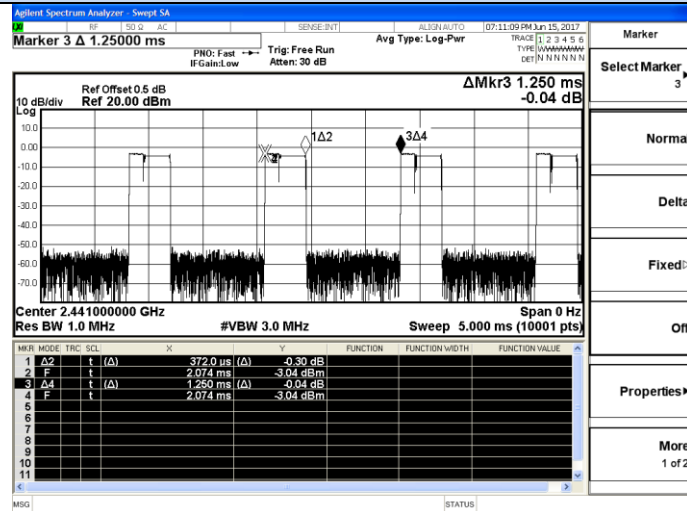 Agilent Spectrum Analyzer - Swept SA
RF 50 Ω AC SENSE:INT ALIGN AUTO 07:11:09 PM Jun 15, 2017
Marker 3 Δ 1.25000 ms
PNO: Fast
IFGain:Low
Trig: Free Run
Atten: 30 dB
Avg Type: Log-Pwr
TRACE 1 2 3 4 5 6
TYPE
DET N N N N N N
Ref Offset 0.5 dB
10 dB/div Ref 20.00 dBm
Log
ΔMkr3 1.250 ms
-0.04 dB
10.0
0.00
-10.0
-20.0
-30.0
-40.0
-50.0
-60.0
-70.0
1Δ2
3Δ4
Center 2.441000000 GHz Span 0 Hz
Res BW 1.0 MHz #VBW 3.0 MHz Sweep 5.000 ms (10001 pts)
MKR MODE TRC SCL X Y FUNCTION FUNCTION WIDTH FUNCTION VALUE
1 Δ2 t (Δ) 372.0 µs (Δ) -0.30 dB
2 F t 2.074 ms -3.04 dBm
3 Δ4 t (Δ) 1.250 ms (Δ) -0.04 dB
4 F t 2.074 ms -3.04 dBm
5
6
7
8
9
10
11
MSG STATUS
Marker
Select Marker
3
Norma
Delta
Fixed
Off
Properties
More
1 of 2